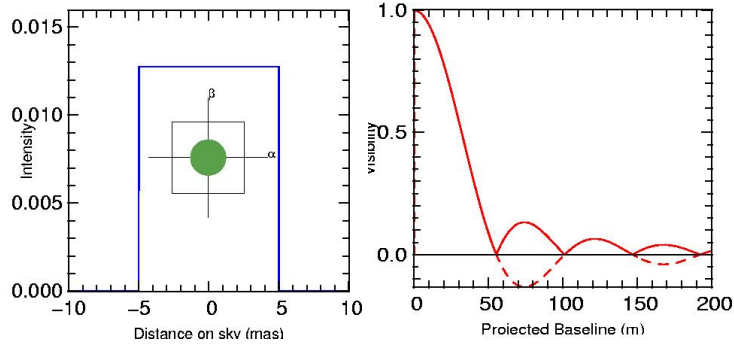 0.015
0.010
0.005
0.000
Intensity
−10
−5
0
5
10
Distance on sky (mas)
β
α
1.0
0.5
0.0
Visibility
0
50
100
150
200
Projected Baseline (m)